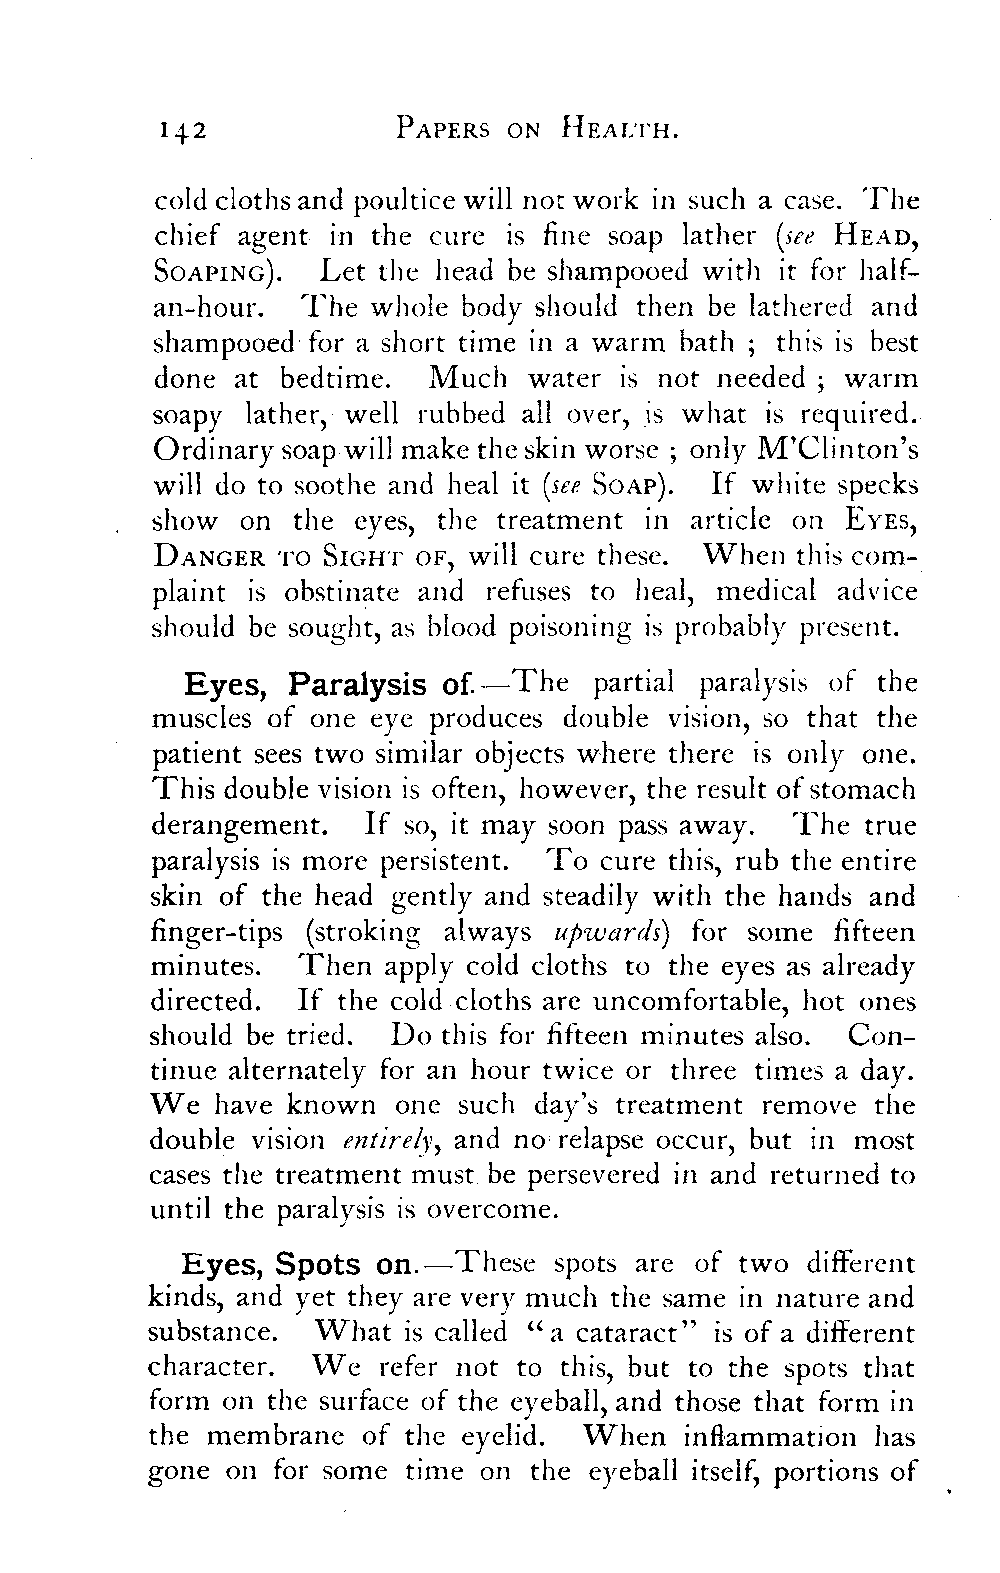 142 PAPERS ON HEALTH.
cold cloths and poultice will not work in such a case. The
chief agent in the cure is fine soap lather (see HEAD,
SOAPING). Let the head be shampooed with it for half-
an-hour. The whole body should then be lathered and
shampooed for a short time in a warm bath ; this is best
done at bedtime. Much water is not needed ; warm
soapy lather, well rubbed all over, is what is required.
Ordinary soap will make the skin worse ; only M'Clinton's
will do to soothe and heal it (see SOAP). If white specks
show on the eyes, the treatment in article on EYES,
DANGER TO SIGHT OF, will cure these. When this com-
plaint is obstinate and refuses to heal, medical advice
should be sought, as blood poisoning is probably present.
Eyes, Paralysis of.—The partial paralysis of the
muscles of one eye produces double vision, so that the
patient sees two similar objects where there is only one.
This double vision is often, however, the result of stomach
derangement. If so, it may soon pass away. The true
paralysis is more persistent. To cure this, rub the entire
skin of the head gently and steadily with the hands and
finger-tips (stroking always upwards) for some fifteen
minutes. Then apply cold cloths to the eyes as already
directed. If the cold cloths are uncomfortable, hot ones
should be tried. Do this for fifteen minutes also. Con-
tinue alternately for an hour twice or three times a day.
We have known one such day's treatment remove the
double vision entirely, and no relapse occur, but in most
cases the treatment must be persevered in and returned to
until the paralysis is overcome.
Eyes, Spots on.—These spots are of two different
kinds, and yet they are very much the same in nature and
substance. What is called “a cataract” is of a different
character. We refer not to this, but to the spots that
form on the surface of the eyeball, and those that form in
the membrane of the eyelid. When inflammation has
gone on for some time on the eyeball itself, portions of